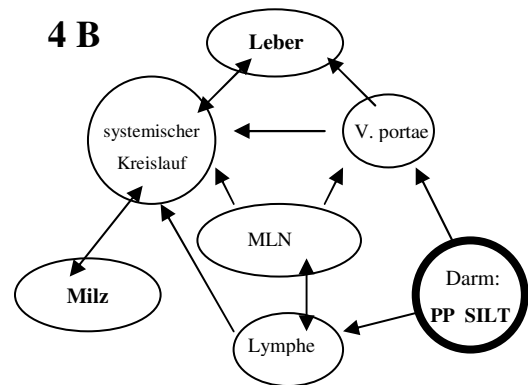 4 B
Leber
systemischer
Kreislauf
V. portae
MLN
Milz
Darm:
PP SILT
Lymphe